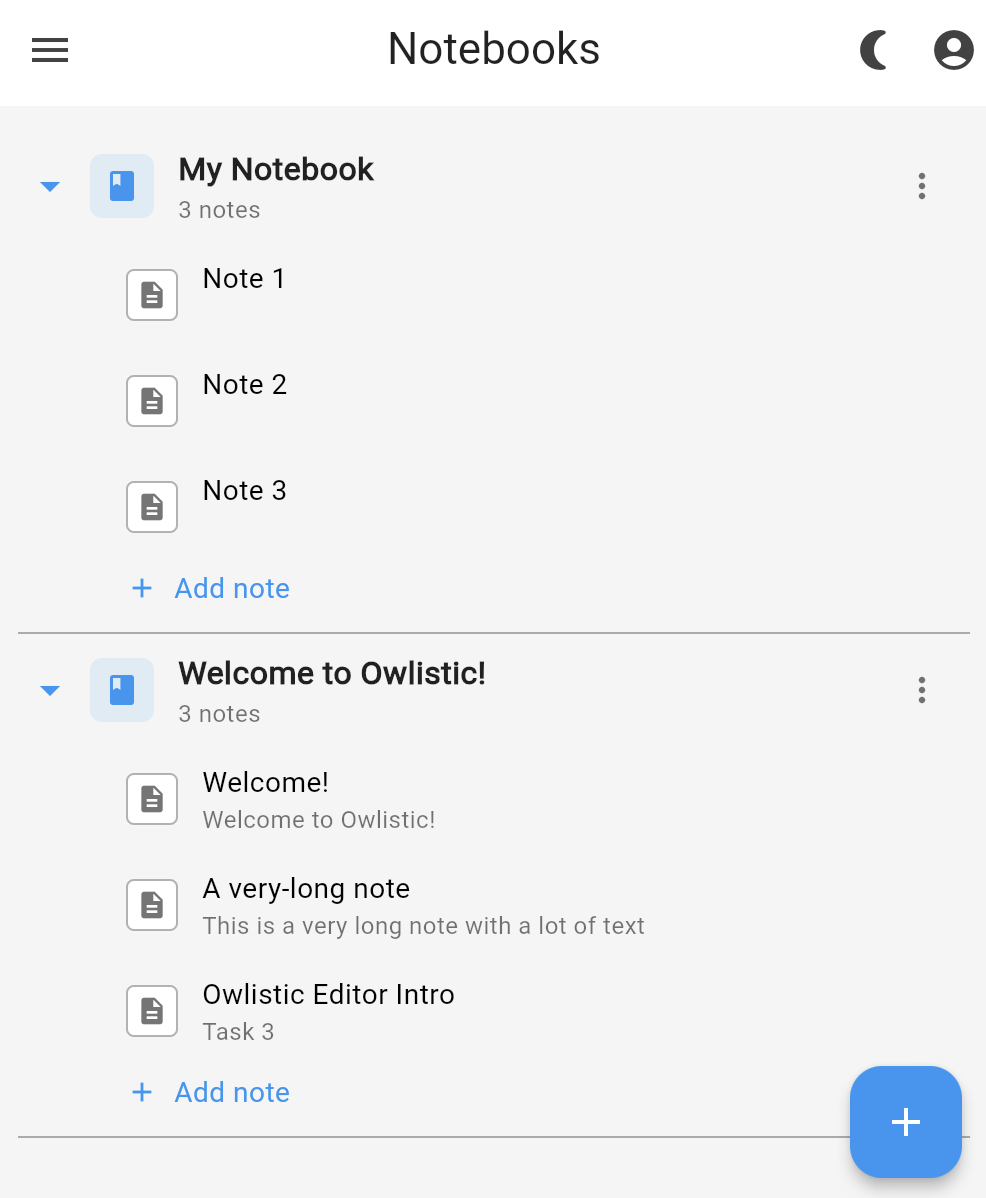 Notebooks
My Notebook
3 notes
Note 1
Note 2
Note 3
+ Add note
Welcome to Owlistic!
3 notes
Welcome!
Welcome to Owlistic!
A very-long note
This is a very long note with a lot of text
Owlistic Editor Intro
Task 3
+ Add note